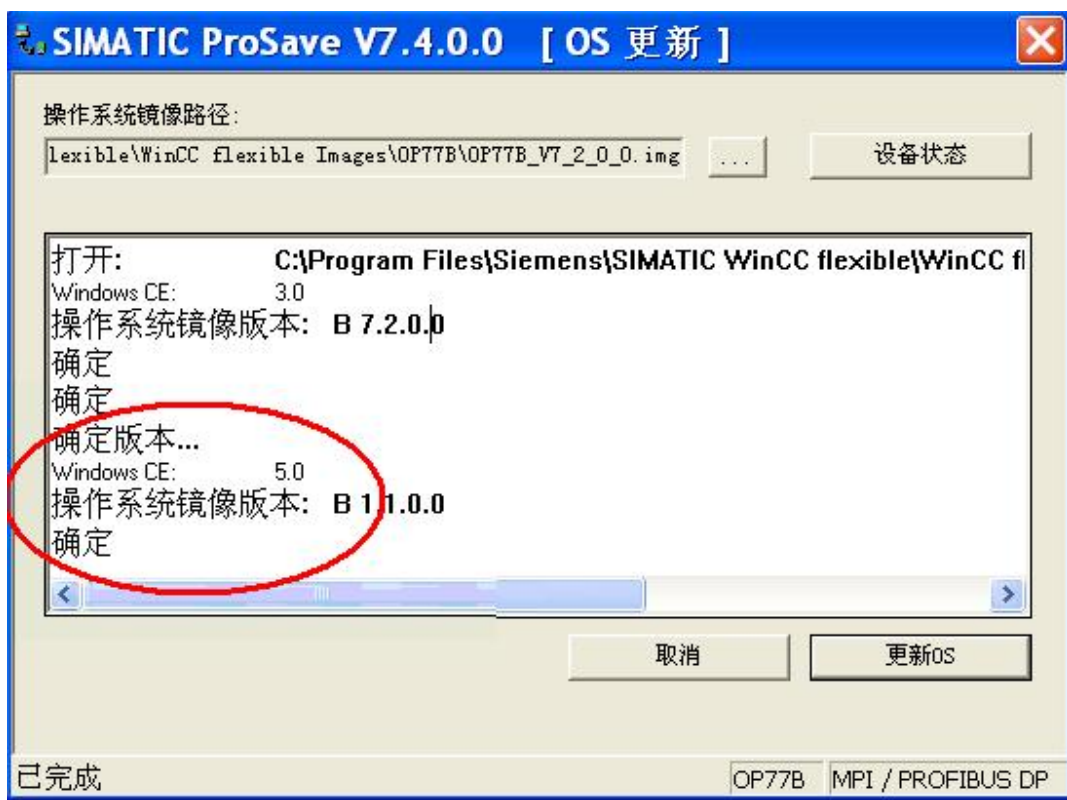 SIMATIC ProSave V7.4.0.0 [ OS 更新 ]
操作系统镜像路径:
lexible\WinCC flexible Images\OP77B\OP77B_V7_2_0_0.img
...
设备状态
打开: C:\Program Files\Siemens\SIMATIC WinCC flexible\WinCC fl
Windows CE: 3.0
操作系统镜像版本: B 7.2.0.0
确定
确定
确定版本...
Windows CE: 5.0
操作系统镜像版本: B 1.1.0.0
确定
取消
更新OS
已完成
OP77B
MPI / PROFIBUS DP